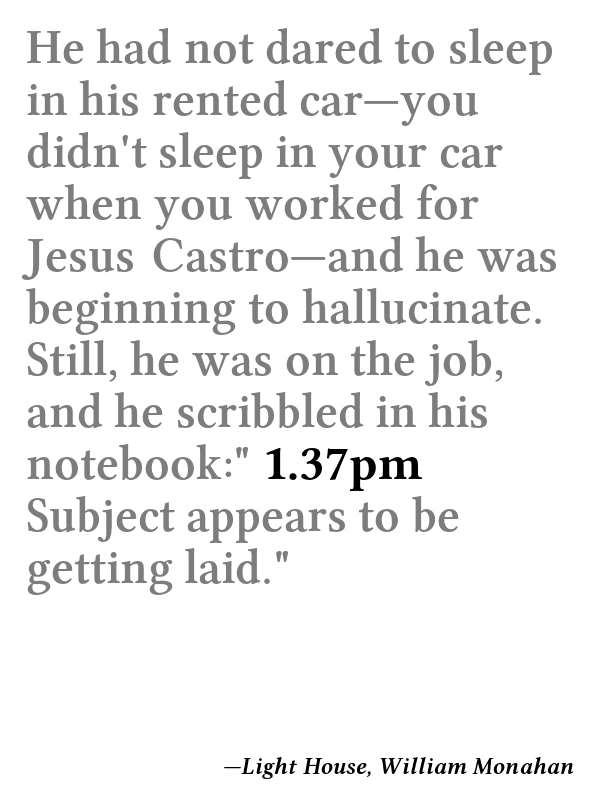 He had not dared to sleep
in his rented car—you
didn't sleep in your car
when you worked for
Jesus Castro—and he was
beginning to hallucinate.
Still, he was on the job,
and he scribbled in his
notebook:" 1.37pm
Subject appears to be
getting laid."
—Light House, William Monahan